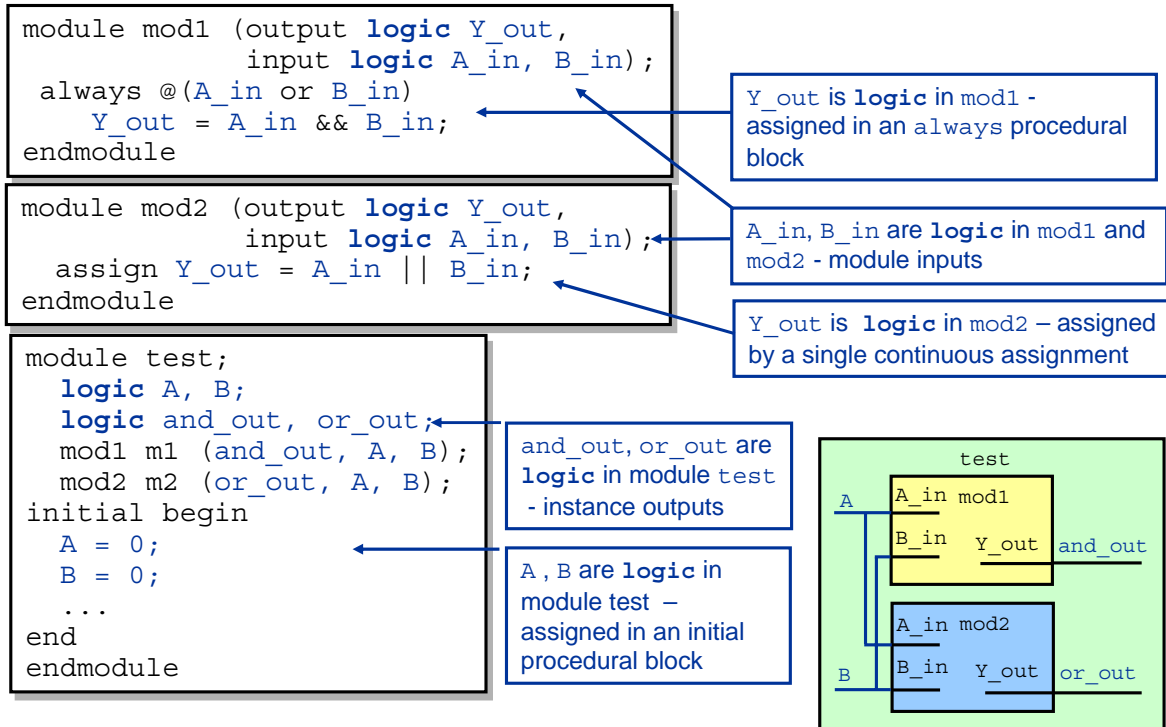 module mod1 (output logic Y_out,
input logic A_in, B_in);
always @(A_in or B_in)
Y_out = A_in && B_in;
endmodule
Y_out is logic in mod1 -
assigned in an always procedural
block
module mod2 (output logic Y_out,
input logic A_in, B_in);
assign Y_out = A_in || B_in;
endmodule
A_in, B_in are logic in mod1 and
mod2 - module inputs
Y_out is logic in mod2 – assigned
by a single continuous assignment
module test;
logic A, B;
logic and_out, or_out;
mod1 m1 (and_out, A, B);
mod2 m2 (or_out, A, B);
initial begin
A = 0;
B = 0;
...
end
endmodule
and_out, or_out are
logic in module test
- instance outputs
A , B are logic in
module test –
assigned in an initial
procedural block
test
A
A_in mod1
B_in
Y_out
and_out
A_in mod2
B
B_in
Y_out
or_out